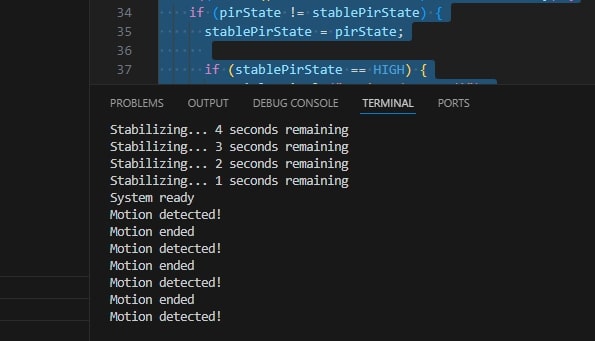 34 if (pirState != stablePirState) {
35 stablePirState = pirState;
36
37 if (stablePirState == HIGH) {
PROBLEMS OUTPUT DEBUG CONSOLE TERMINAL PORTS
Stabilizing... 4 seconds remaining
Stabilizing... 3 seconds remaining
Stabilizing... 2 seconds remaining
Stabilizing... 1 seconds remaining
System ready
Motion detected!
Motion ended
Motion detected!
Motion ended
Motion detected!
Motion ended
Motion detected!